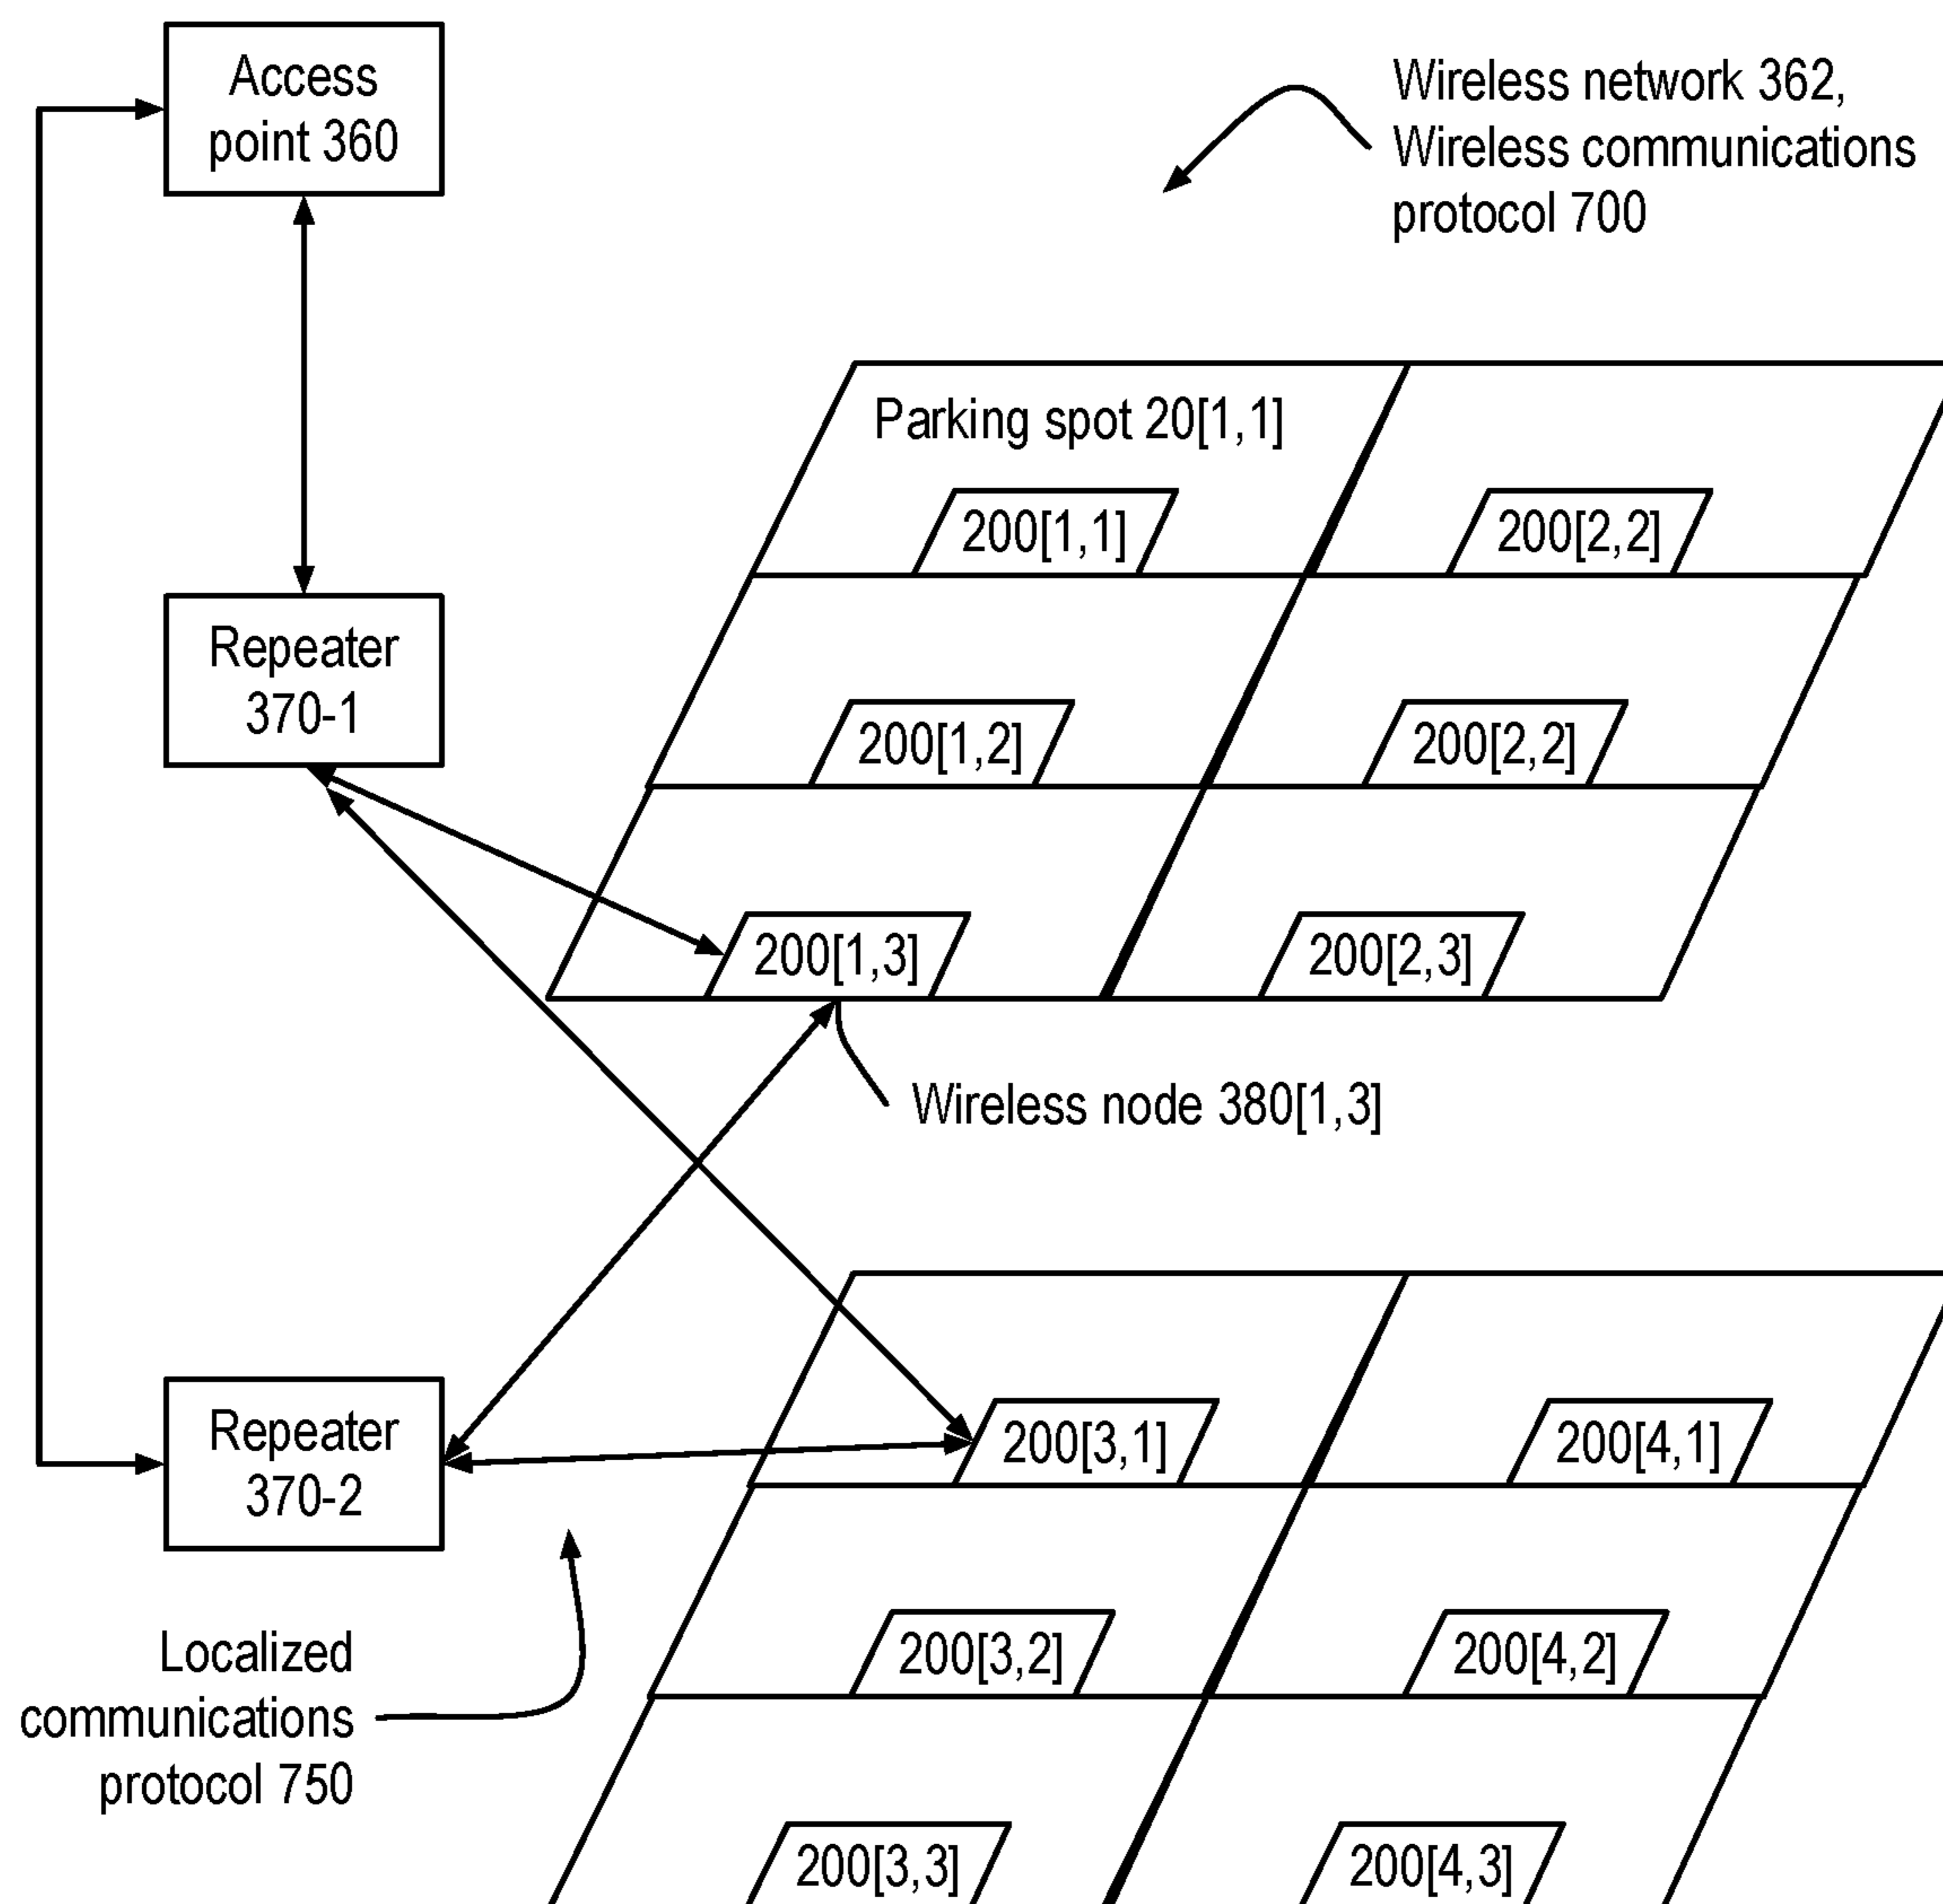 Access
point 360
Wireless network 362,
Wireless communications
protocol 700
Parking spot 20[1,1]
200[1,1]
200[2,2]
Repeater
370-1
200[1,2]
200[2,2]
200[1,3]
200[2,3]
Wireless node 380[1,3]
Repeater
370-2
200[3,1]
200[4,1]
200[3,2]
200[4,2]
Localized
communications
protocol 750
200[3,3]
200[4,3]